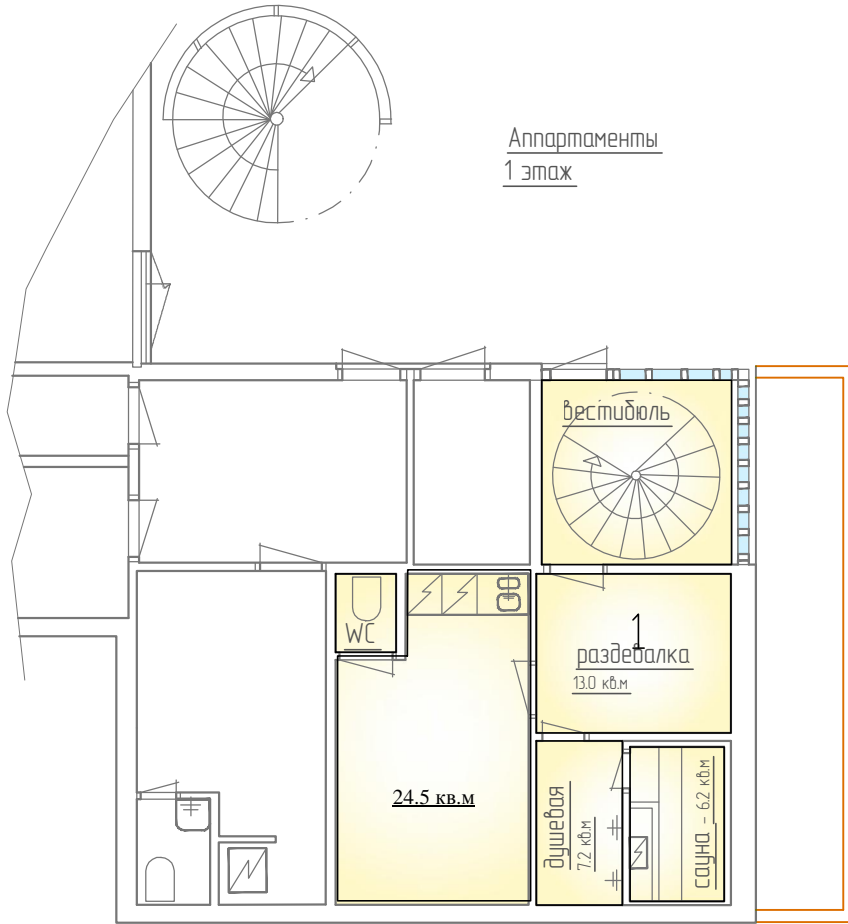 Аппартаменты
1 этаж
вестибюль
WC
1
раздевалка
13.0 кв.м
24.5 кв.м
душевая
7.2 кв.м
сауна - 6.2 кв.м